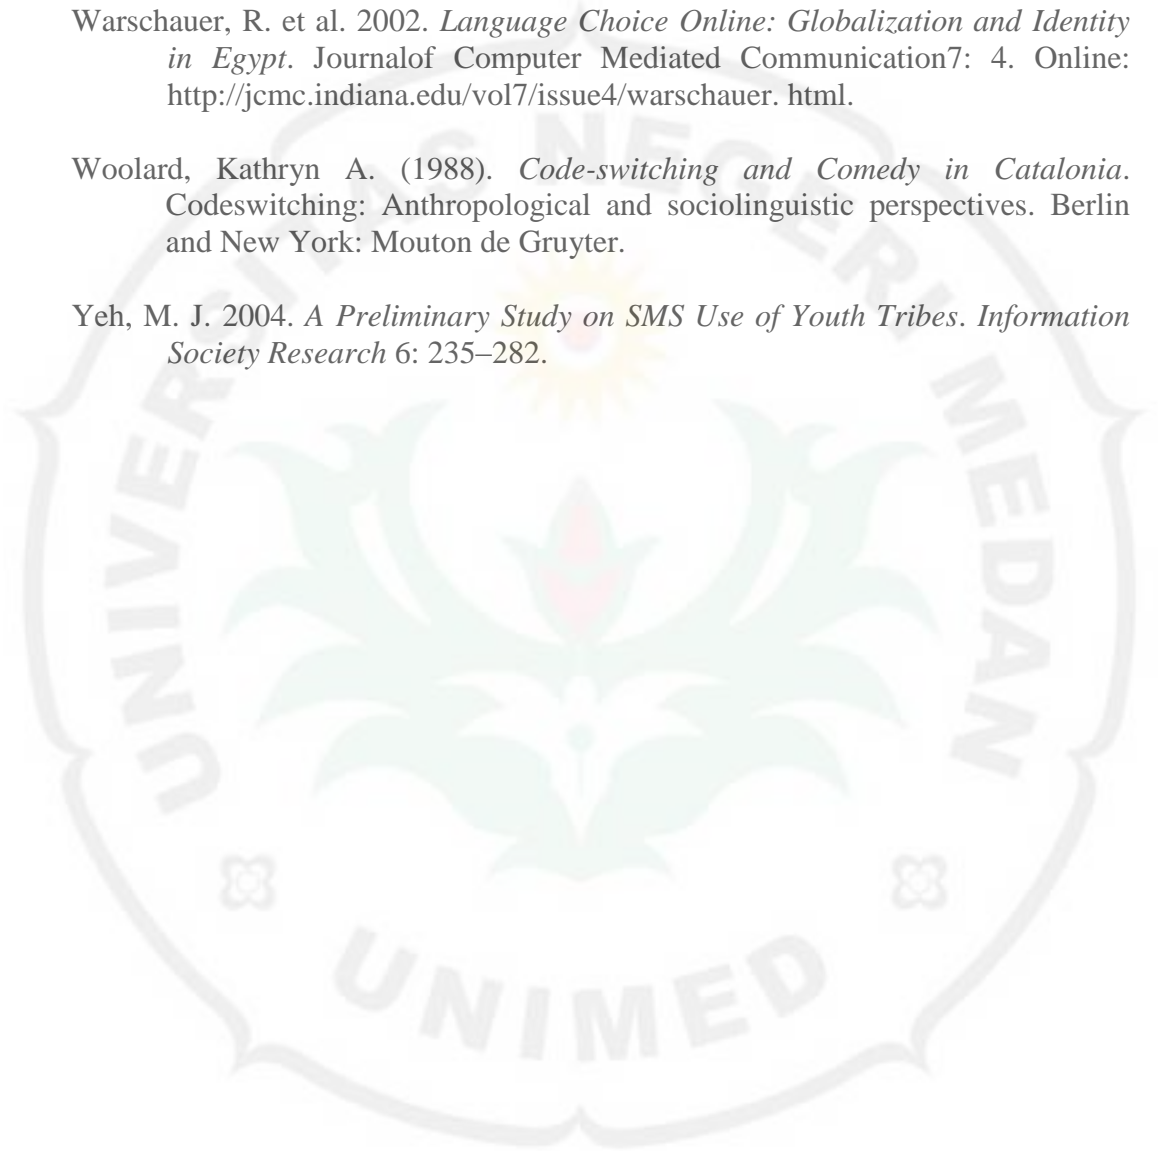 Warschauer, R. et al. 2002. Language Choice Online: Globalization and Identity
in Egypt. Journalof Computer Mediated Communication7: 4. Online:
http://jcmc.indiana.edu/vol7/issue4/warschauer. html.
Woolard, Kathryn A. (1988). Code-switching and Comedy in Catalonia.
Codeswitching: Anthropological and sociolinguistic perspectives. Berlin
and New York: Mouton de Gruyter.
Yeh, M. J. 2004. A Preliminary Study on SMS Use of Youth Tribes. Information
Society Research 6: 235–282.
UNIVERSITAS NEGERI MEDAN
UNIMED